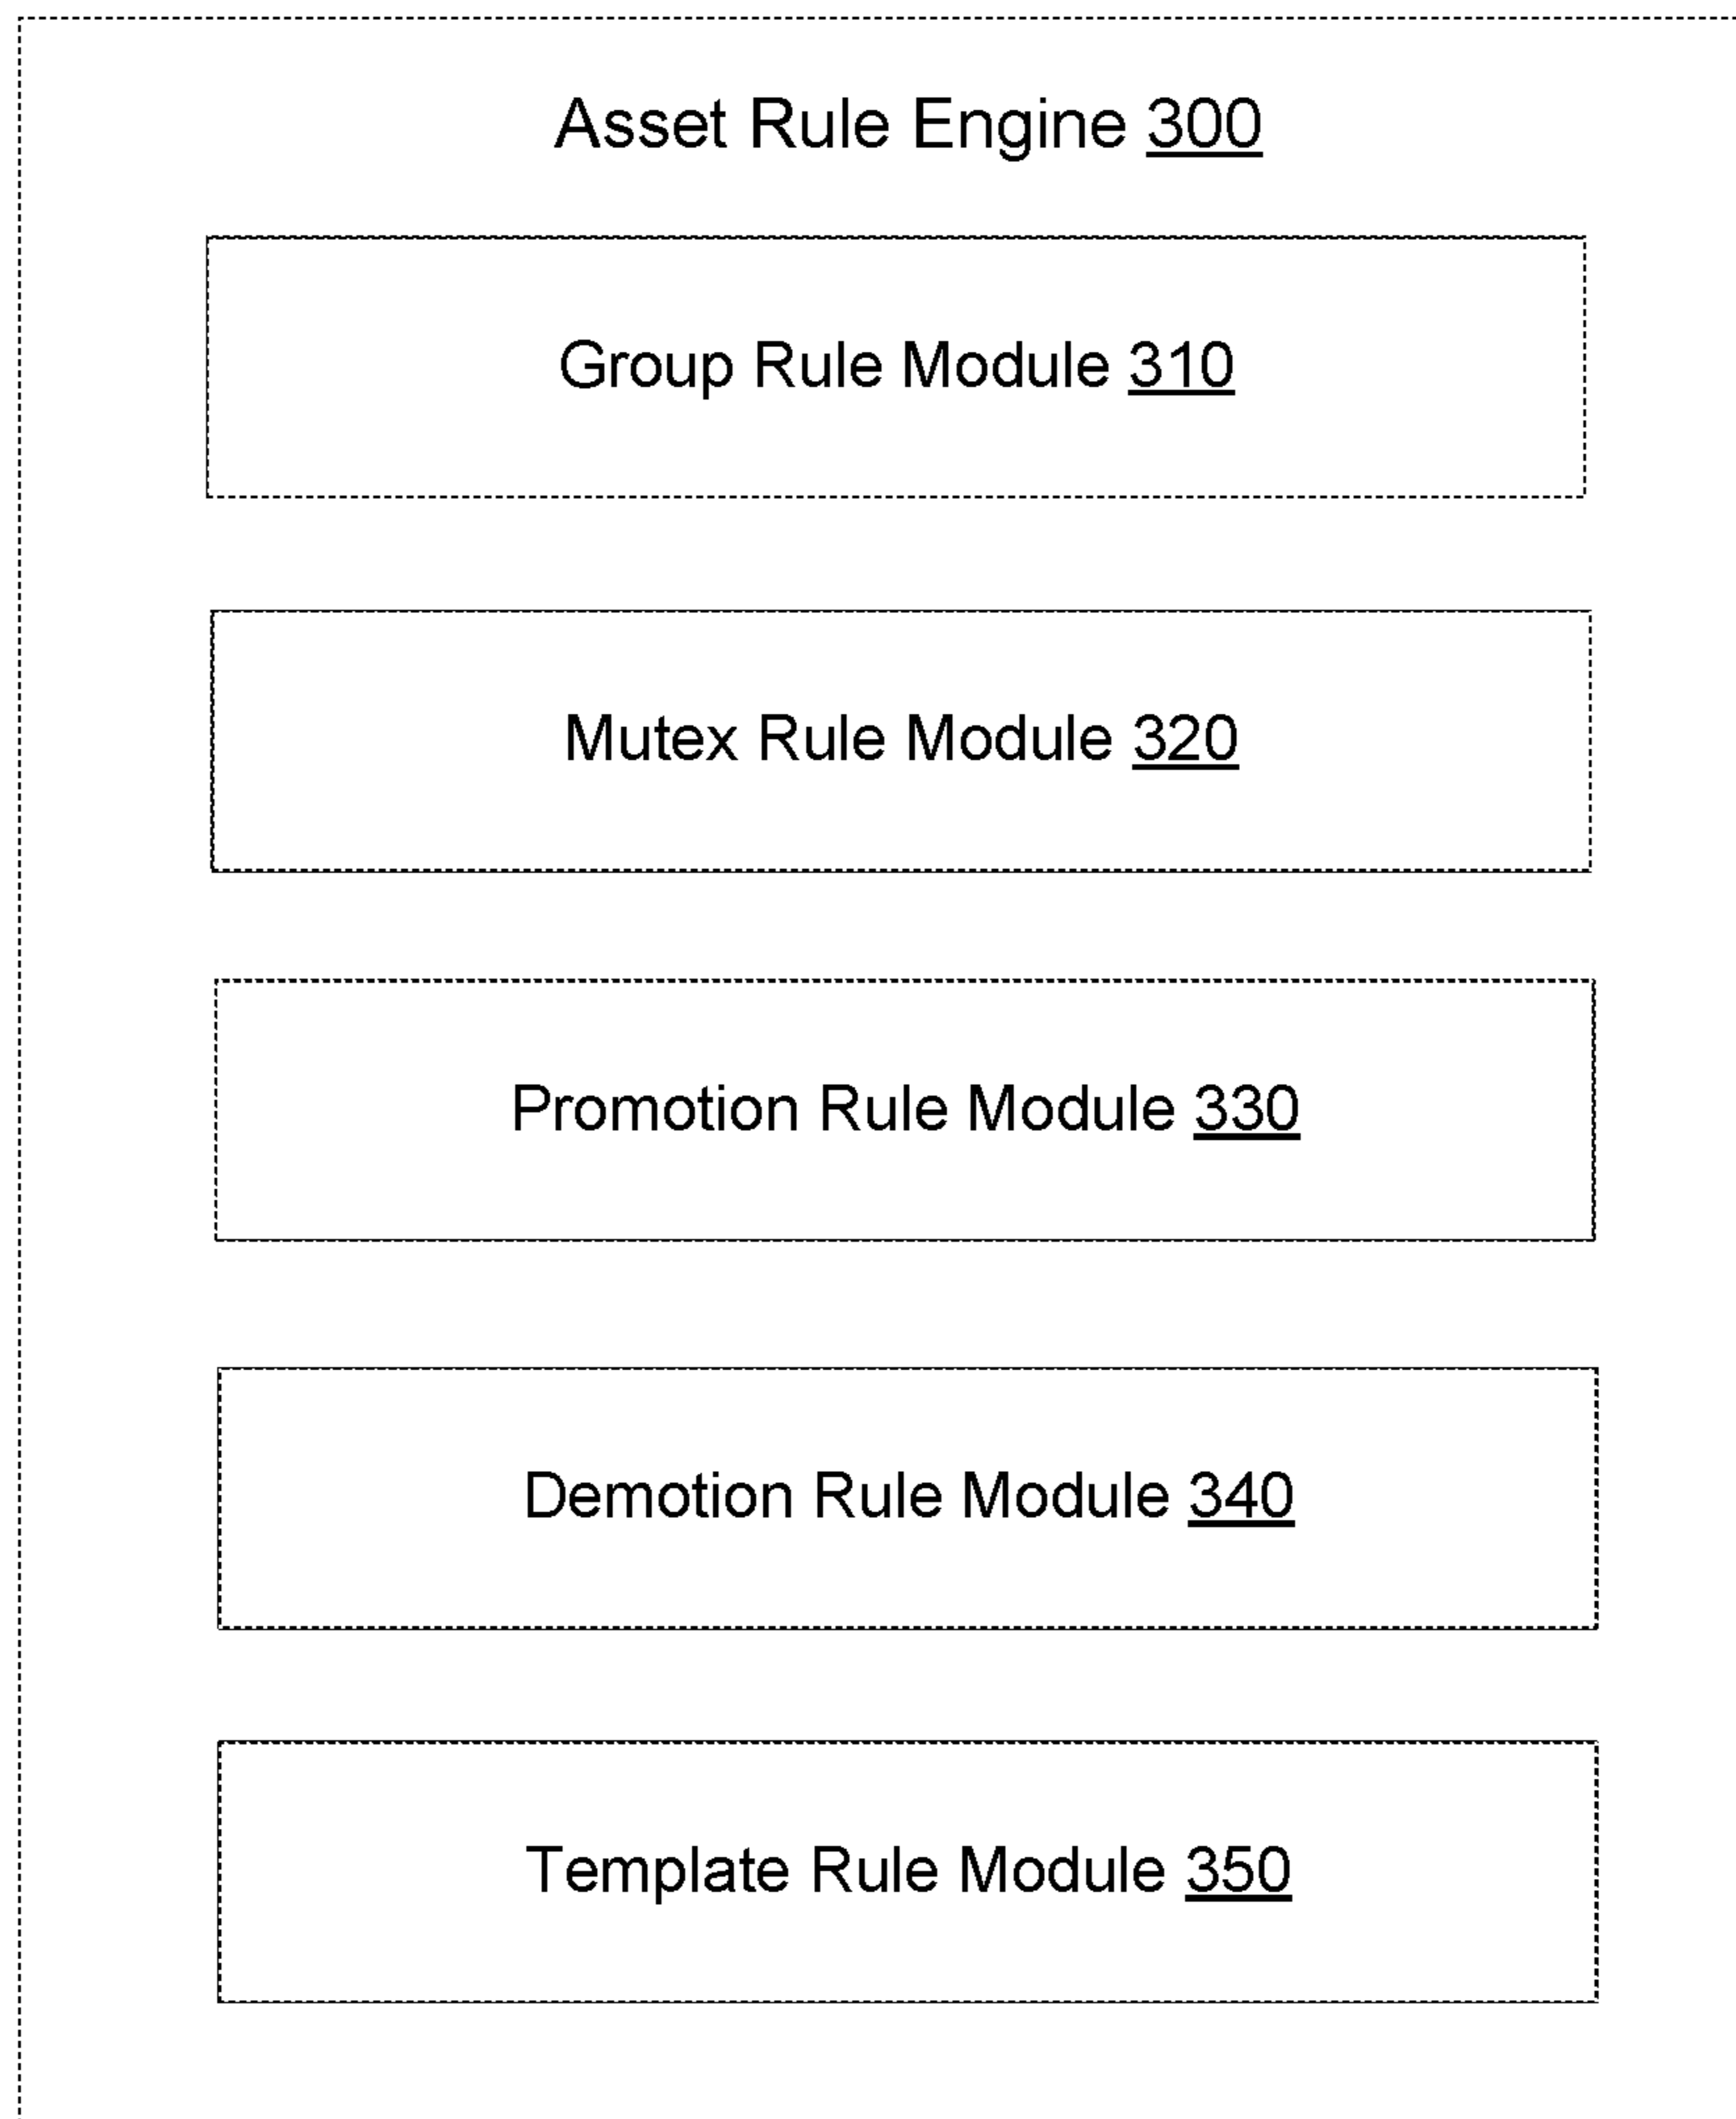 Asset Rule Engine 300
Group Rule Module 310
Mutex Rule Module 320
Promotion Rule Module 330
Demotion Rule Module 340
Template Rule Module 350